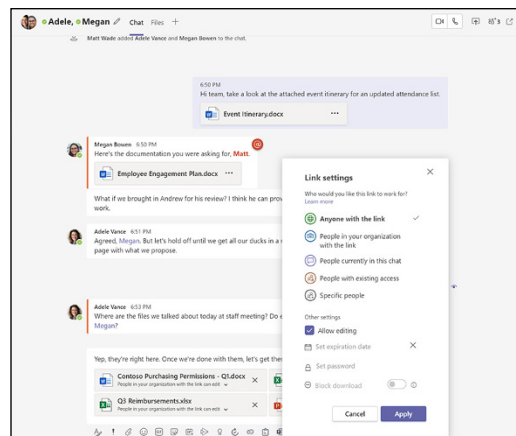 Adele, Megan Chat Files
Matt Wade added Adele Vance and Megan Bowen to the chat.
6:50 PM
Hi team, take a look at the attached event itinerary for an updated attendance list.
Event Itinerary.docx ...
Megan Bowen 6:50 PM
Here's the documentation you were asking for, Matt.
Employee Engagement Plan.docx ...
What if we brought in Andrew for his review? I think he can
work.
Adele Vance 6:51 PM
Agreed, Megan. But let's hold off until we get all our ducks in a
page with what we propose.
Adele Vance 6:53 PM
Where are the files we talked about today at staff meeting? Do
Megan?
Yep, they're right here. Once we're done with them, let's get
Contoso Purchasing Permissions - Q1.docx
People in your organization with the link can edit
Q3 Reimbursements.xlsx
People in your organization with the link can edit
Link settings
Who would you like this link to work for?
Learn more
Anyone with the link
People in your organization
with the link
People currently in this chat
People with existing access
Specific people
Other settings
Allow editing
Set expiration date
Set password
Block download
Cancel Apply